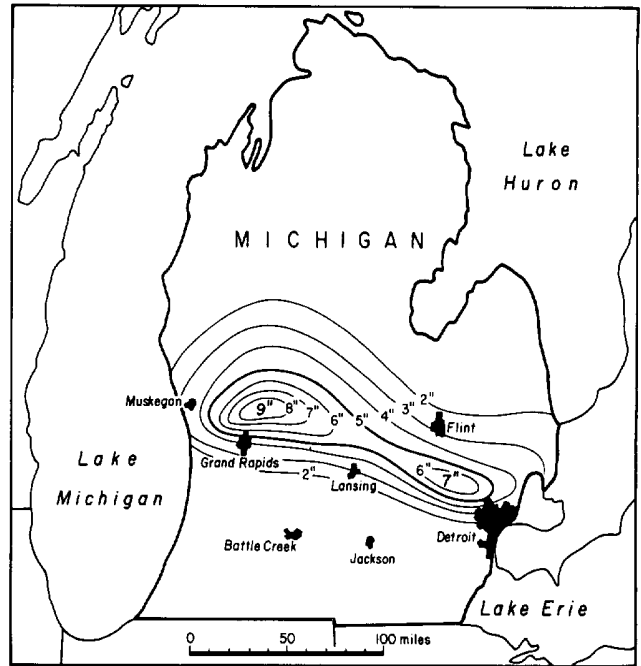 Lake
Huron
MICHIGAN
Muskegan
9" 8" 7" 6" 5" 4" 3" 2"
Flint
Grand Rapids
2"
Lansing
6"
7"
Lake
Michigan
Battle Creek
Jackson
Detroit
Lake Erie
0 50 100 miles